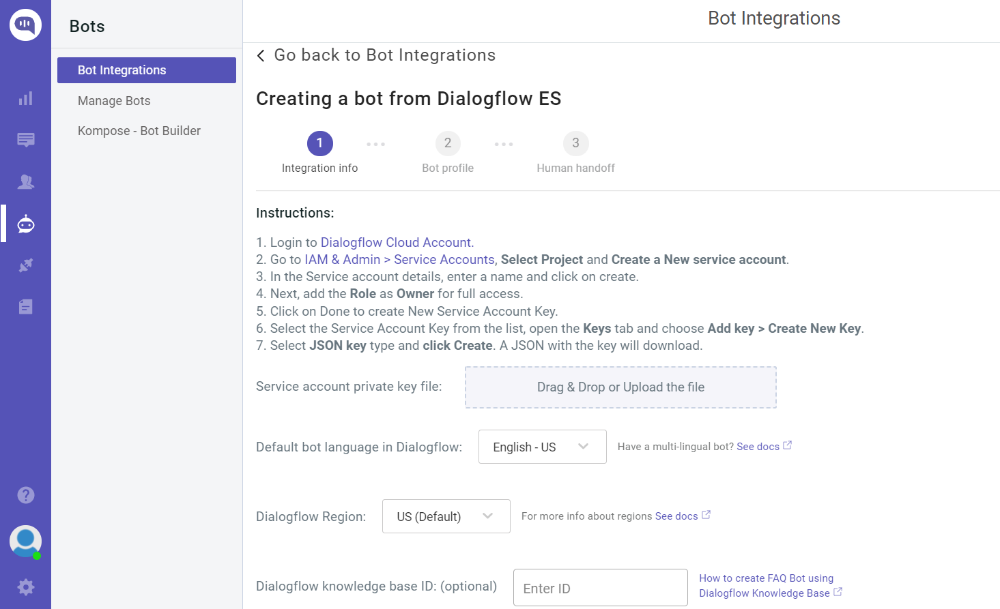 Bots
Bot Integrations
Manage Bots
Kompose - Bot Builder
Bot Integrations
Go back to Bot Integrations
Creating a bot from Dialogflow ES
1
2
3
Integration info
Bot profile
Human handoff
Instructions:
1. Login to Dialogflow Cloud Account.
2. Go to IAM & Admin > Service Accounts, Select Project and Create a New service account.
3. In the Service account details, enter a name and click on create.
4. Next, add the Role as Owner for full access.
5. Click on Done to create New Service Account Key.
6. Select the Service Account Key from the list, open the Keys tab and choose Add key > Create New Key.
7. Select JSON key type and click Create. A JSON with the key will download.
Service account private key file:
Drag & Drop or Upload the file
Default bot language in Dialogflow:
English - US
Have a multi-lingual bot? See docs
Dialogflow Region:
US (Default)
For more info about regions See docs
Dialogflow knowledge base ID: (optional)
Enter ID
How to create FAQ Bot using
Dialogflow Knowledge Base